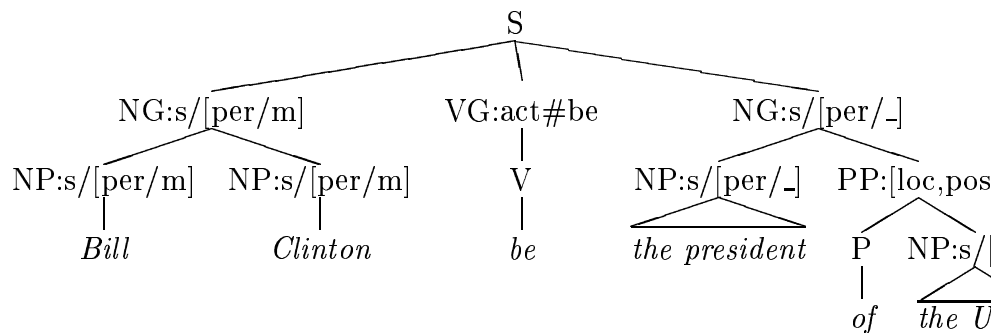 S
NG:s/[per/m] VG:act#be NG:s/[per/_]
NP:s/[per/m] NP:s/[per/m] V NP:s/[per/_] PP:[loc,pos
Bill Clinton be the president P NP:s/[
of the U